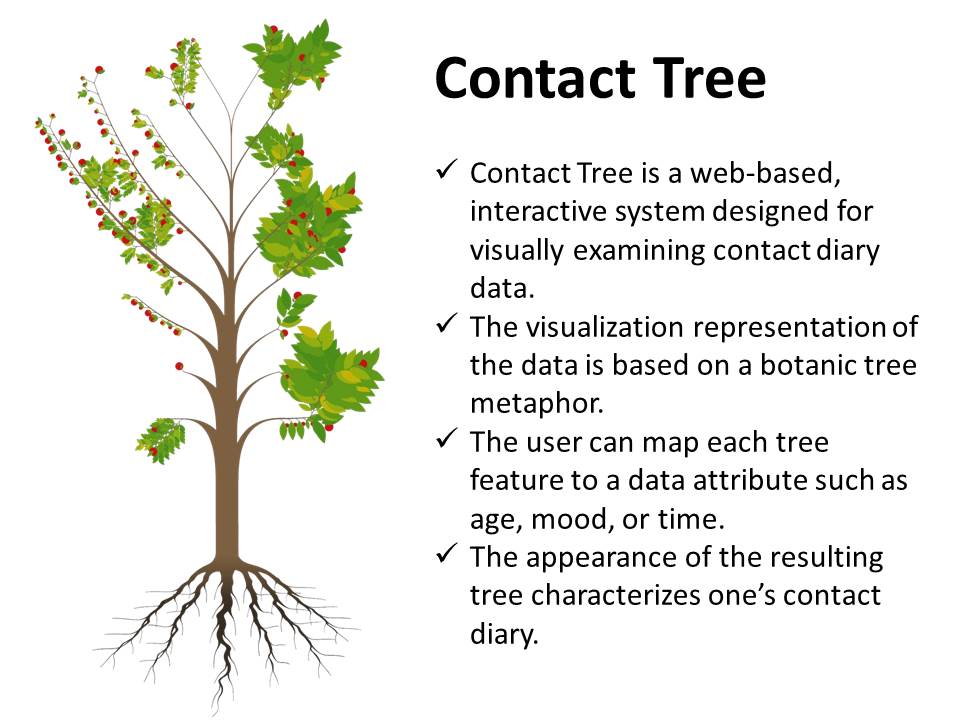 Contact Tree
✓ Contact Tree is a web-based,
interactive system designed for
visually examining contact diary
data.
✓ The visualization representation of
the data is based on a botanic tree
metaphor.
✓ The user can map each tree
feature to a data attribute such as
age, mood, or time.
✓ The appearance of the resulting
tree characterizes one’s contact
diary.